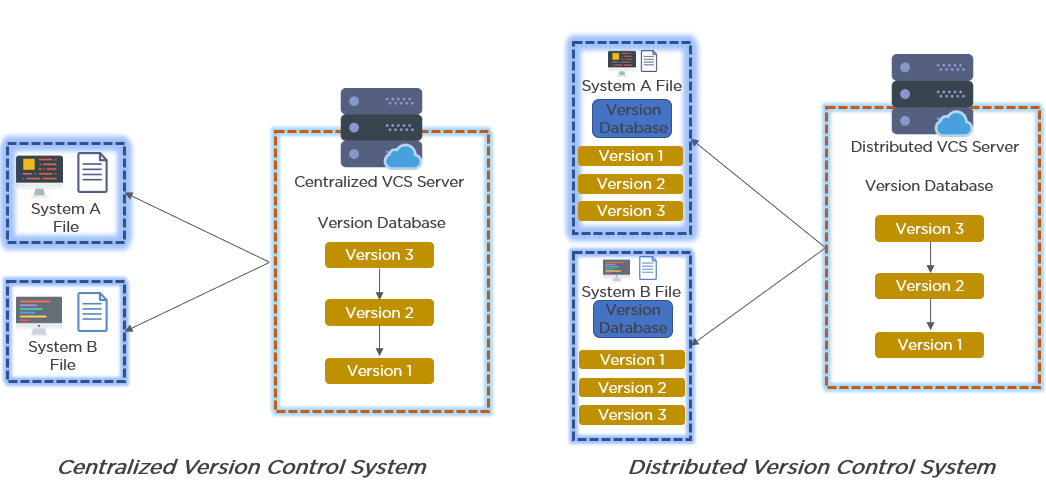 Centralized VCS Server
Version Database
Version 3
Version 2
Version 1
System A
File
System B
File
Centralized Version Control System
System A File
Version
Database
Version 1
Version 2
Version 3
System B File
Version
Database
Version 1
Version 2
Version 3
Distributed VCS Server
Version Database
Version 3
Version 2
Version 1
Distributed Version Control System